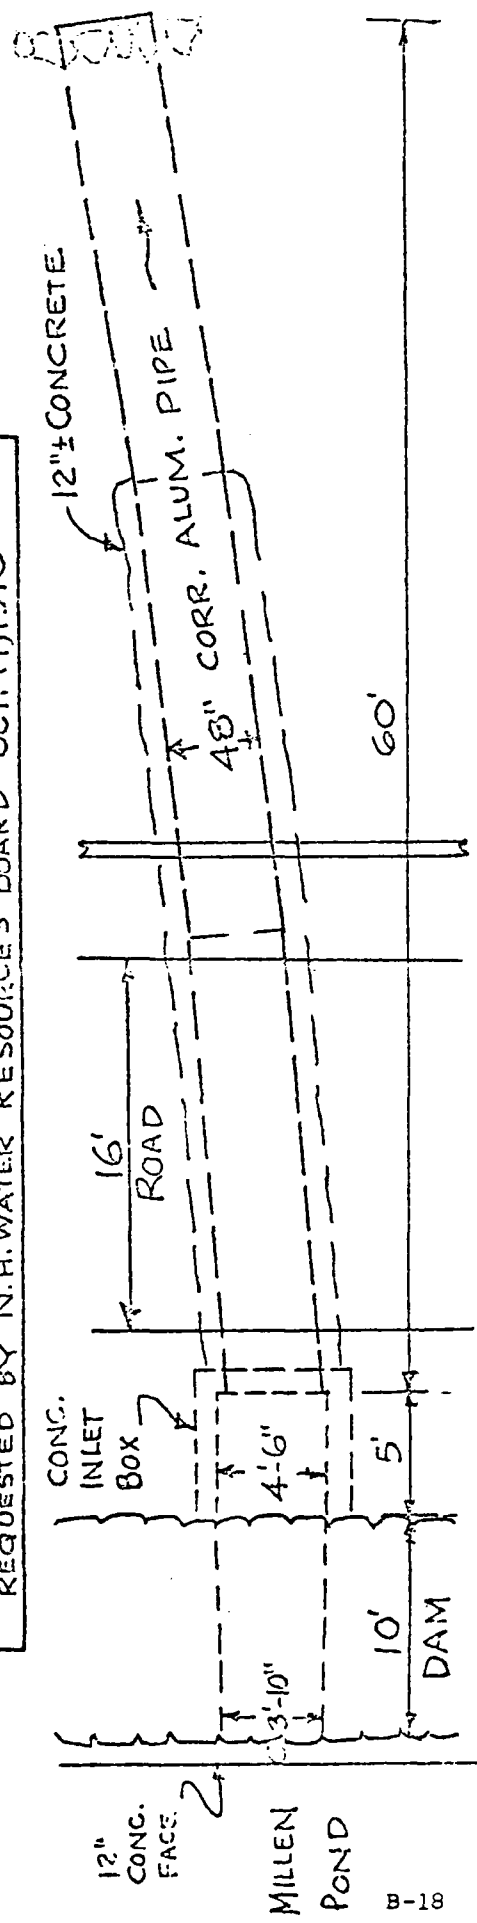 REQUESTED BY N.H. WATER RESOURCES BOARD
12"± CONCRETE
48" CORR. ALUM. PIPE
60'
16'
ROAD
CONC.
INLET
BOX
4'-6"
5'
10'
DAM
3'-10"
12"
CONC.
FACE
MILLEN
POND
B-18